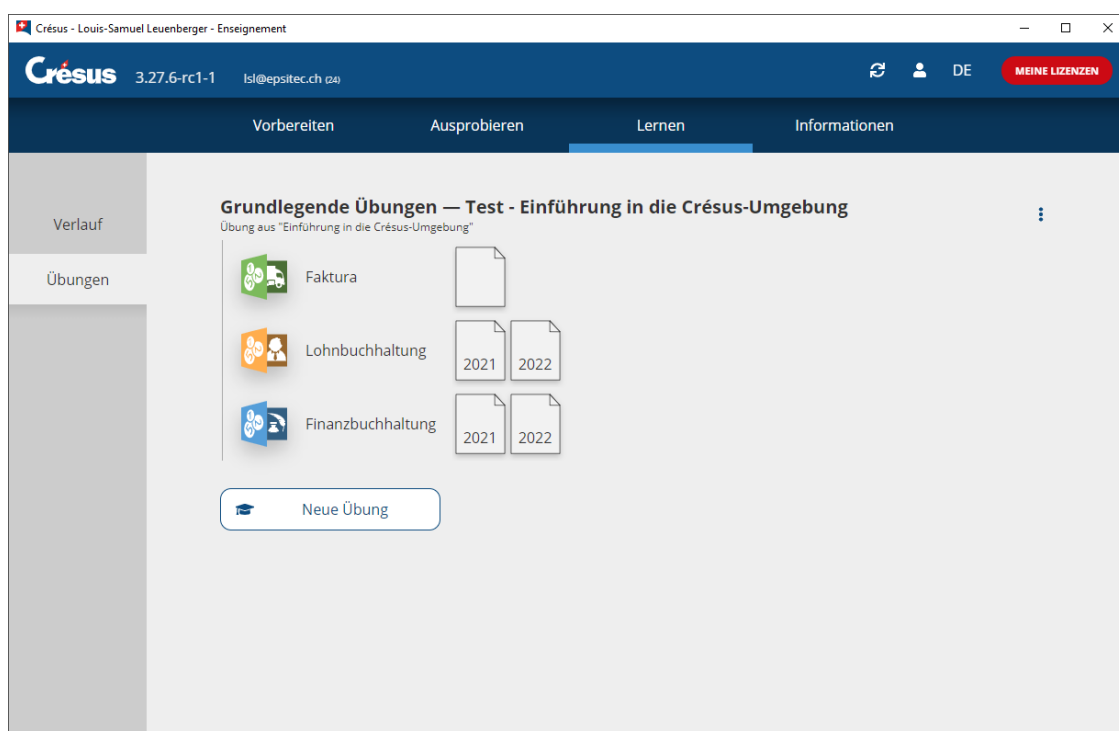 Crésus - Louis-Samuel Leuenberger - Enseignement
Crésus 3.27.6-rc1-1 lsl@epsitec.ch (24) DE MEINE LIZENZEN
Vorbereiten Ausprobieren Lernen Informationen
Verlauf
Übungen
Grundlegende Übungen — Test - Einführung in die Crésus-Umgebung
Übung aus "Einführung in die Crésus-Umgebung"
Faktura
Lohnbuchhaltung 2021 2022
Finanzbuchhaltung 2021 2022
Neue Übung